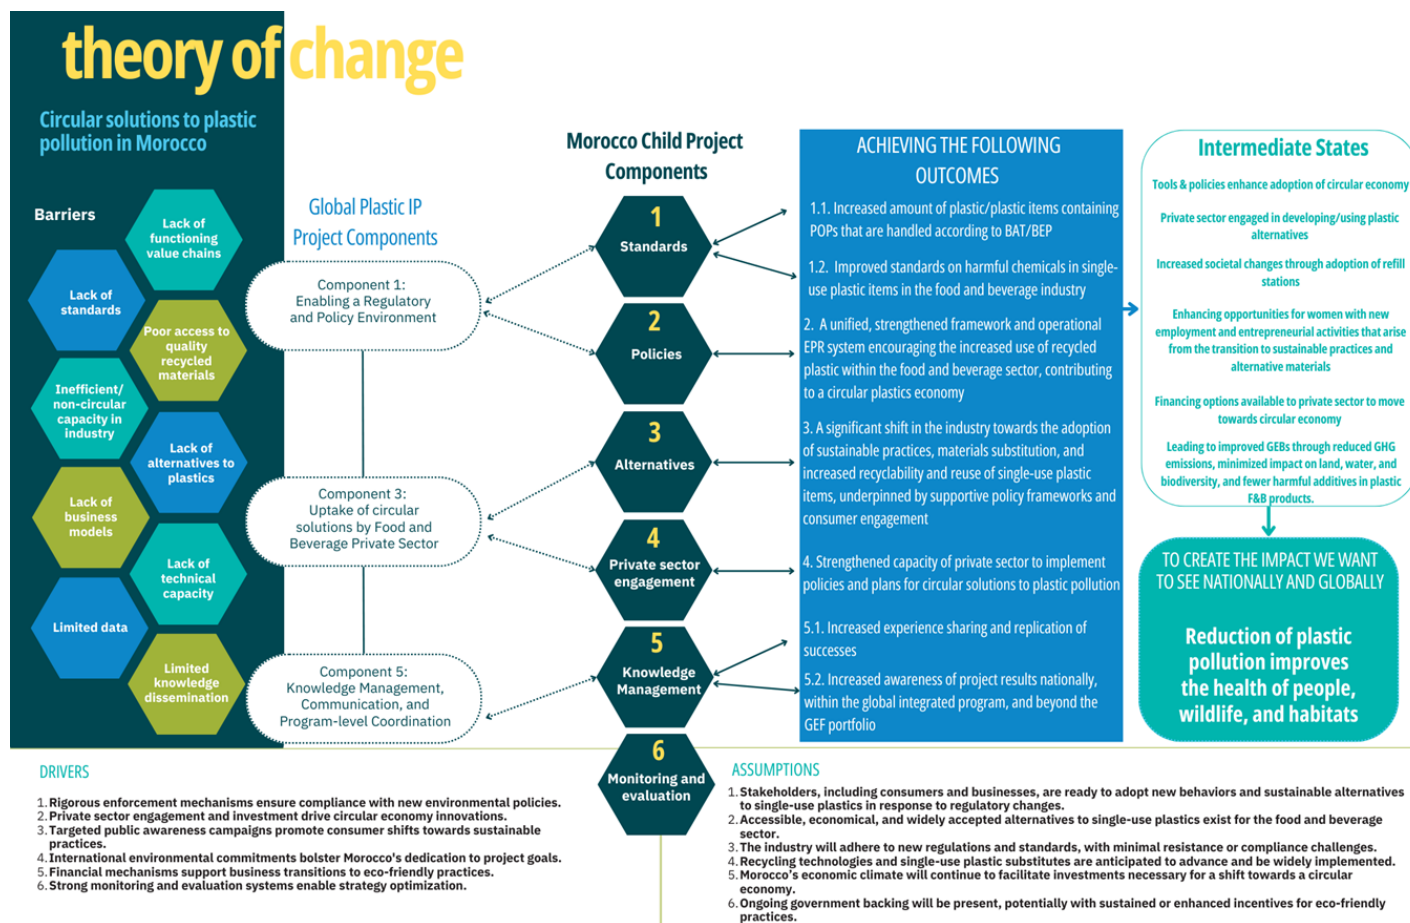 theory of change
Circular solutions to plastic
pollution in Morocco
Barriers
Lack of
functioning
value chains
Lack of
standards
Poor access to
quality
recycled
materials
Inefficient/
non-circular
capacity in
industry
Lack of
alternatives to
plastics
Lack of
business
models
Lack of
technical
capacity
Limited data
Limited
knowledge
dissemination
Global Plastic IP
Project Components
Component 1:
Enabling a Regulatory
and Policy Environment
Component 3:
Uptake of circular
solutions by Food and
Beverage Private Sector
Component 5:
Knowledge Management,
Communication, and
Program-level Coordination
Morocco Child Project
Components
1
Standards
2
Policies
3
Alternatives
4
Private sector
engagement
5
Knowledge
Management
6
Monitoring and
evaluation
ACHIEVING THE FOLLOWING
OUTCOMES
1.1. Increased amount of plastic/plastic items containing
POPs that are handled according to BAT/BEP
1.2. Improved standards on harmful chemicals in single-
use plastic items in the food and beverage industry
2. A unified, strengthened framework and operational
EPR system encouraging the increased use of recycled
plastic within the food and beverage sector, contributing
to a circular plastics economy
3. A significant shift in the industry towards the adoption
of sustainable practices, materials substitution, and
increased recyclability and reuse of single-use plastic
items, underpinned by supportive policy frameworks and
consumer engagement
4. Strengthened capacity of private sector to implement
policies and plans for circular solutions to plastic pollution
5.1. Increased experience sharing and replication of
successes
5.2. Increased awareness of project results nationally,
within the global integrated program, and beyond the
GEF portfolio
Intermediate States
Tools & policies enhance adoption of circular economy
Private sector engaged in developing/using plastic
alternatives
Increased societal changes through adoption of refill
stations
Enhancing opportunities for women with new
employment and entrepreneurial activities that arise
from the transition to sustainable practices and
alternative materials
Financing options available to private sector to move
towards circular economy
Leading to improved GEBs through reduced GHG
emissions, minimized impact on land, water, and
biodiversity, and fewer harmful additives in plastic
F&B products.
TO CREATE THE IMPACT WE WANT
TO SEE NATIONALLY AND GLOBALLY
Reduction of plastic
pollution improves
the health of people,
wildlife, and habitats
DRIVERS
1. Rigorous enforcement mechanisms ensure compliance with new environmental policies.
2. Private sector engagement and investment drive circular economy innovations.
3. Targeted public awareness campaigns promote consumer shifts towards sustainable
practices.
4. International environmental commitments bolster Morocco's dedication to project goals.
5. Financial mechanisms support business transitions to eco-friendly practices.
6. Strong monitoring and evaluation systems enable strategy optimization.
ASSUMPTIONS
1. Stakeholders, including consumers and businesses, are ready to adopt new behaviors and sustainable alternatives
to single-use plastics in response to regulatory changes.
2. Accessible, economical, and widely accepted alternatives to single-use plastics exist for the food and beverage
sector.
3. The industry will adhere to new regulations and standards, with minimal resistance or compliance challenges.
4. Recycling technologies and single-use plastic substitutes are anticipated to advance and be widely implemented.
5. Morocco's economic climate will continue to facilitate investments necessary for a shift towards a circular
economy.
6. Ongoing government backing will be present, potentially with sustained or enhanced incentives for eco-friendly
practices.